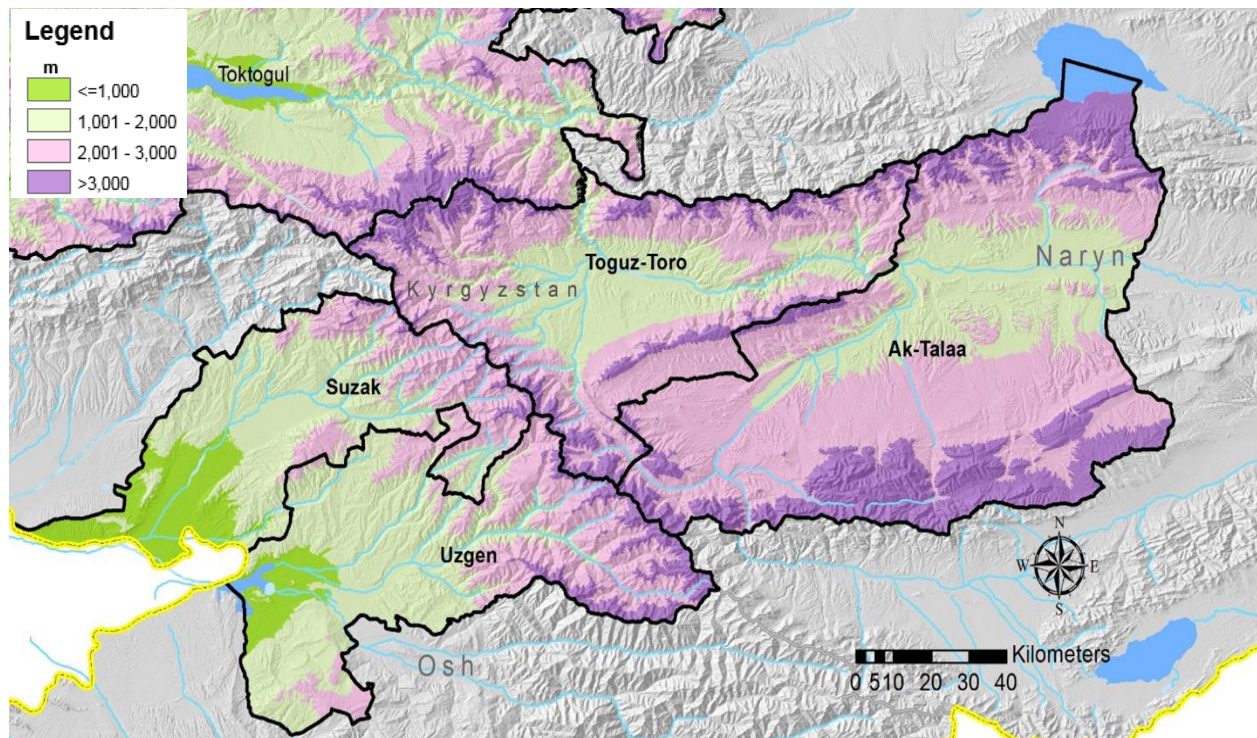 Legend
m
<=1,000
1,001 - 2,000
2,001 - 3,000
>3,000
Toktogul
Toguz-Toro
Kyrgyzstan
Naryn
Ak-Talaa
Suzak
Uzgen
Osh
N
W E
S
Kilometers
0 5 10 20 30 40